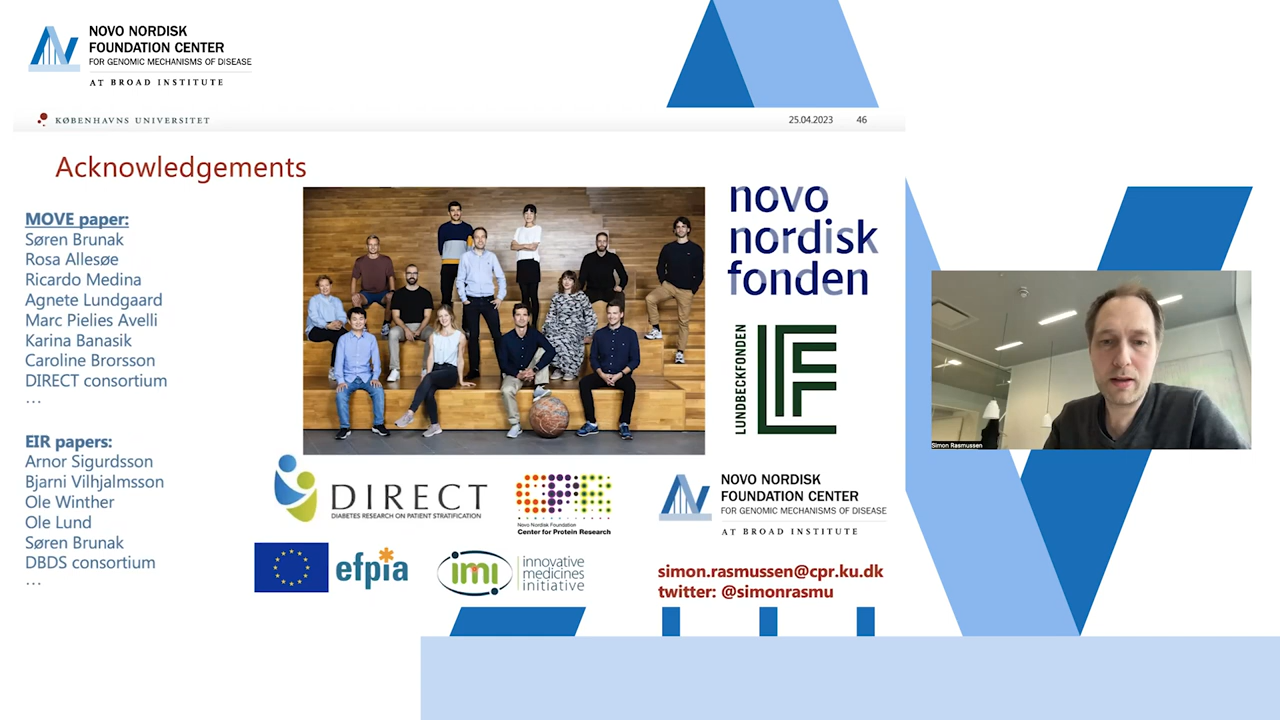 NOVO NORDISK
FOUNDATION CENTER
FOR GENOMIC MECHANISMS OF DISEASE
AT BROAD INSTITUTE
KØBENHAVNS UNIVERSITET
25.04.2023 46
Acknowledgements
MOVE paper:
Søren Brunak
Rosa Allesøe
Ricardo Medina
Agnete Lundgaard
Marc Pielies Avelli
Karina Banasik
Caroline Brorsson
DIRECT consortium
...
EIR papers:
Arnor Sigurdsson
Bjarni Vilhjalmsson
Ole Winther
Ole Lund
Søren Brunak
DBDS consortium
...
novo
nordisk
fonden
LUNDBECKFONDEN
LF
Simon Rasmussen
DIRECT
DIABETES RESEARCH ON PATIENT STRATIFICATION
CPR
Novo Nordisk Foundation
Center for Protein Research
NOVO NORDISK
FOUNDATION CENTER
FOR GENOMIC MECHANISMS OF DISEASE
AT BROAD INSTITUTE
efpia
imi
innovative
medicines
initiative
simon.rasmussen@cpr.ku.dk
twitter: @simonrasmu